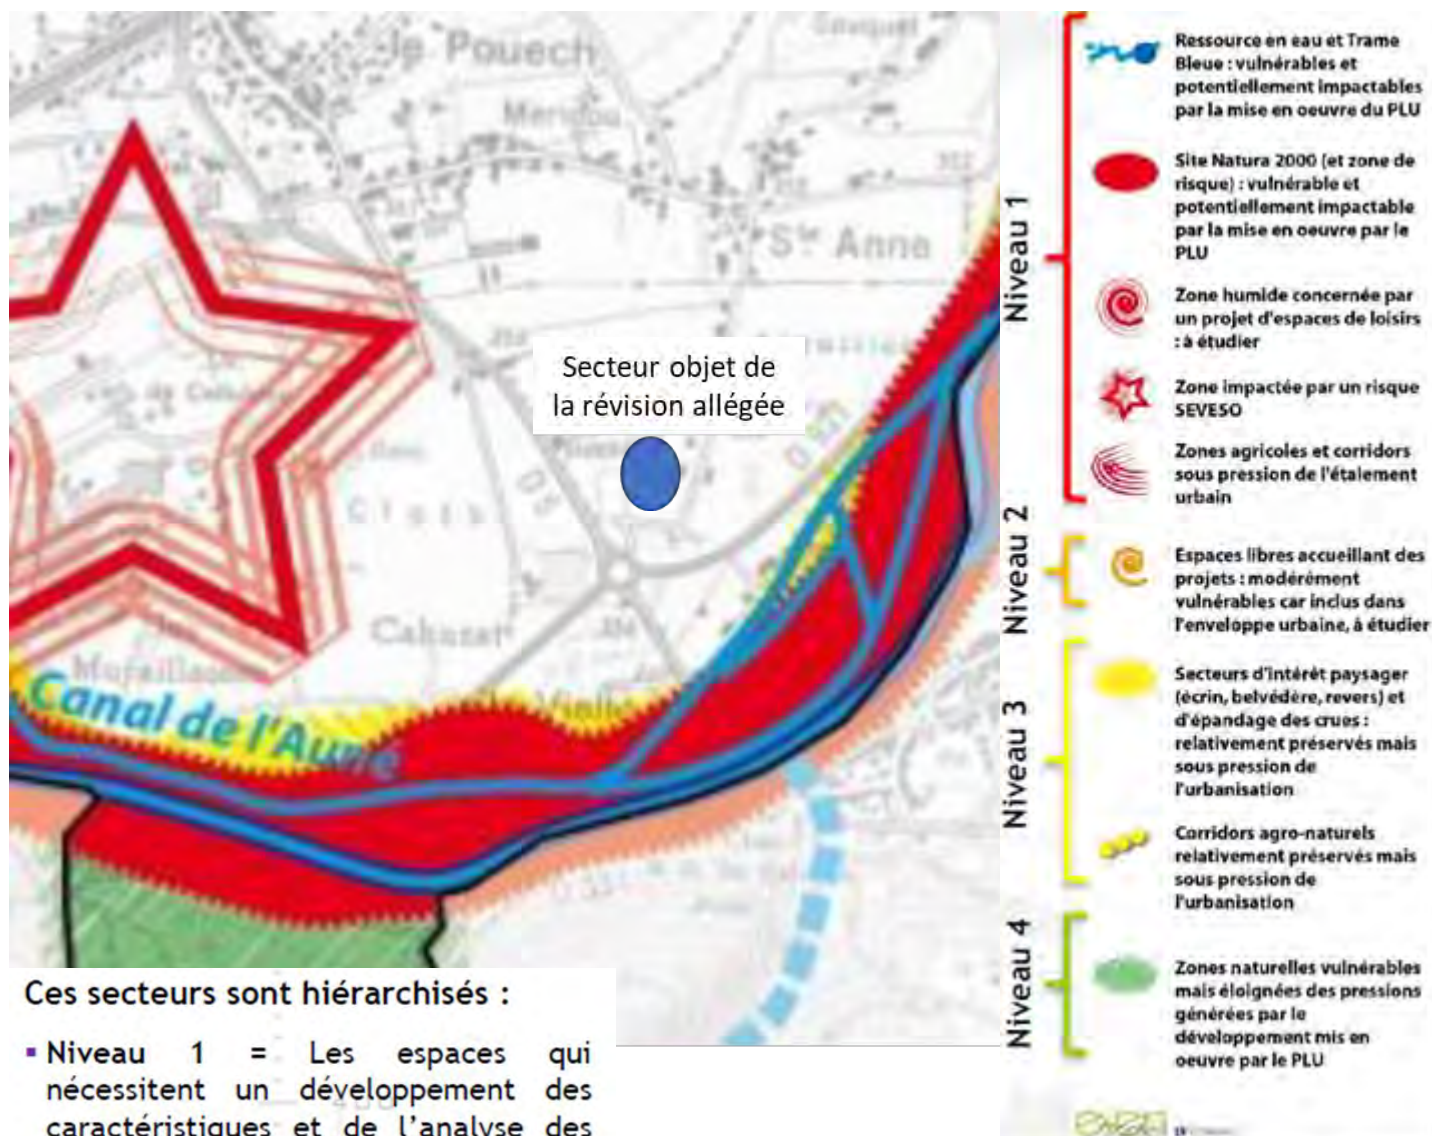 le Pouech
Meridou
Ste Anne
Secteur objet de
la révision allégée
Cahuzat
Canal de l'Aurie
Ces secteurs sont hiérarchisés :
▪ Niveau 1 = Les espaces qui
nécessitent un développement des
caractéristiques et de l'analyse des
Niveau 1
Ressource en eau et Trame
Bleue : vulnérables et
potentiellement impactables
par la mise en oeuvre du PLU
Site Natura 2000 (et zone de
risque) : vulnérable et
potentiellement impactable
par la mise en oeuvre par le
PLU
Zone humide concernée par
un projet d'espaces de loisirs
: à étudier
Zone impactée par un risque
SEVESO
Zones agricoles et corridors
sous pression de l'étalement
urbain
Niveau 2
Espaces libres accueillant des
projets : modérément
vulnérables car inclus dans
l'enveloppe urbaine, à étudier
Niveau 3
Secteurs d'intérêt paysager
(écrin, belvédère, revers) et
d'épandage des crues :
relativement préservés mais
sous pression de
l'urbanisation
Corridors agro-naturels
relativement préservés mais
sous pression de
l'urbanisation
Niveau 4
Zones naturelles vulnérables
mais éloignées des pressions
générées par le
développement mis en
oeuvre par le PLU